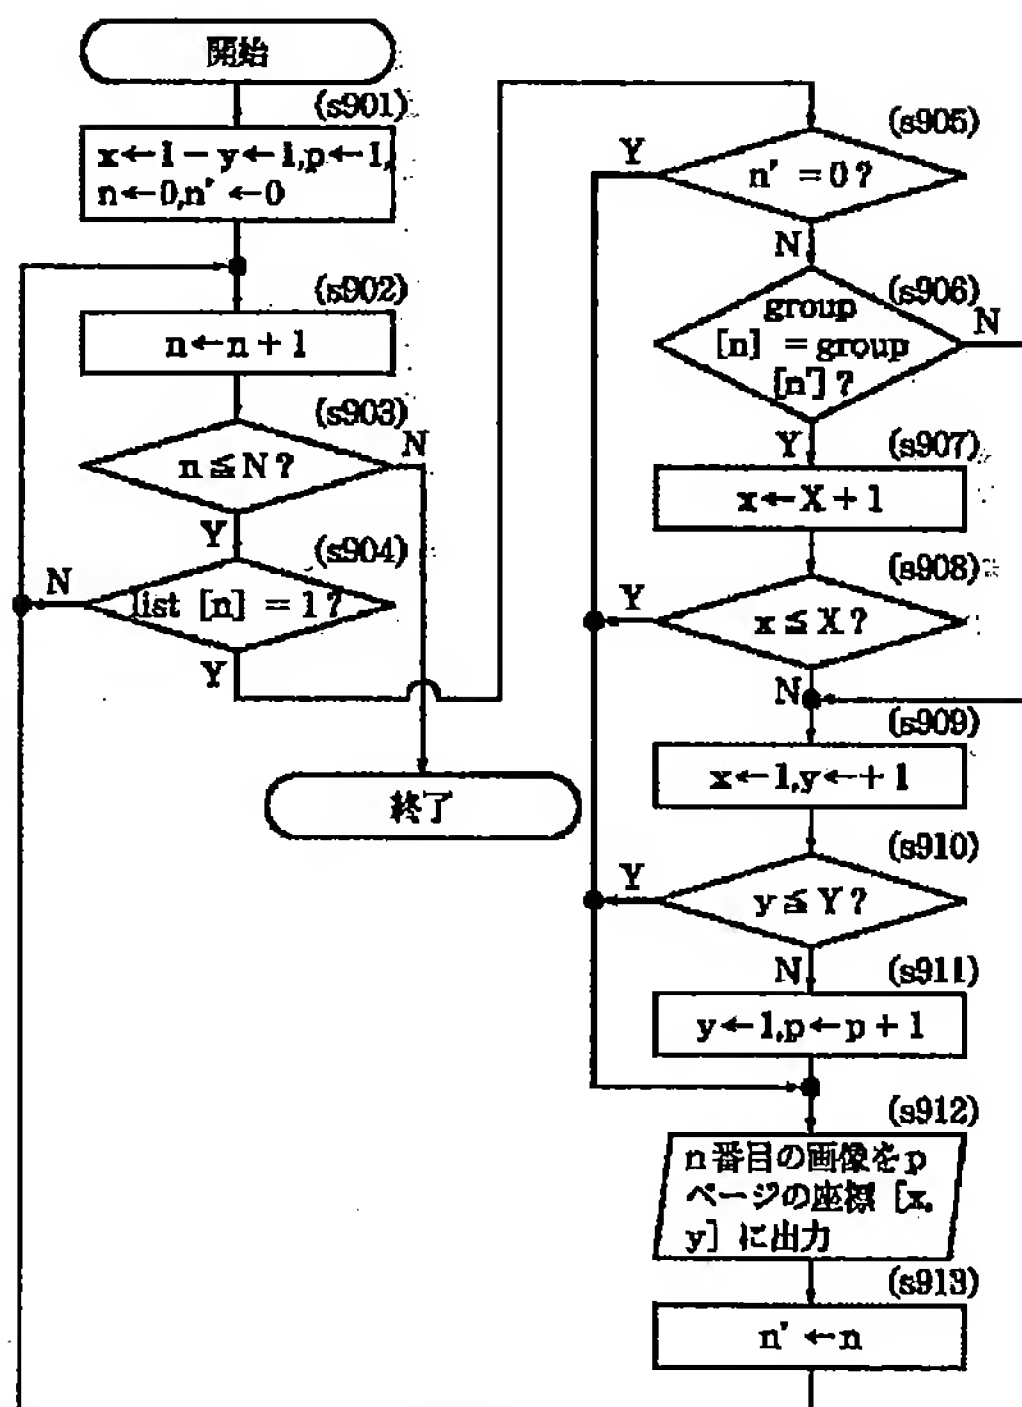 開始
(s901)
x←1－y←1,p←1,
n←0,n'←0
(s902)
n←n＋1
(s903)
n≦N？
N
Y
(s904)
list [n] ＝1？
N
Y
終了
(s905)
n' ＝0？
Y
N
(s906)
group
[n] ＝group
[n']？
N
Y
(s907)
x←X＋1
(s908)
x≦X？
Y
N
(s909)
x←1,y←＋1
(s910)
y≦Y？
Y
N
(s911)
y←1,p←p＋1
(s912)
n番目の画像をp
ページの座標［x,
y］に出力
(s913)
n'←n